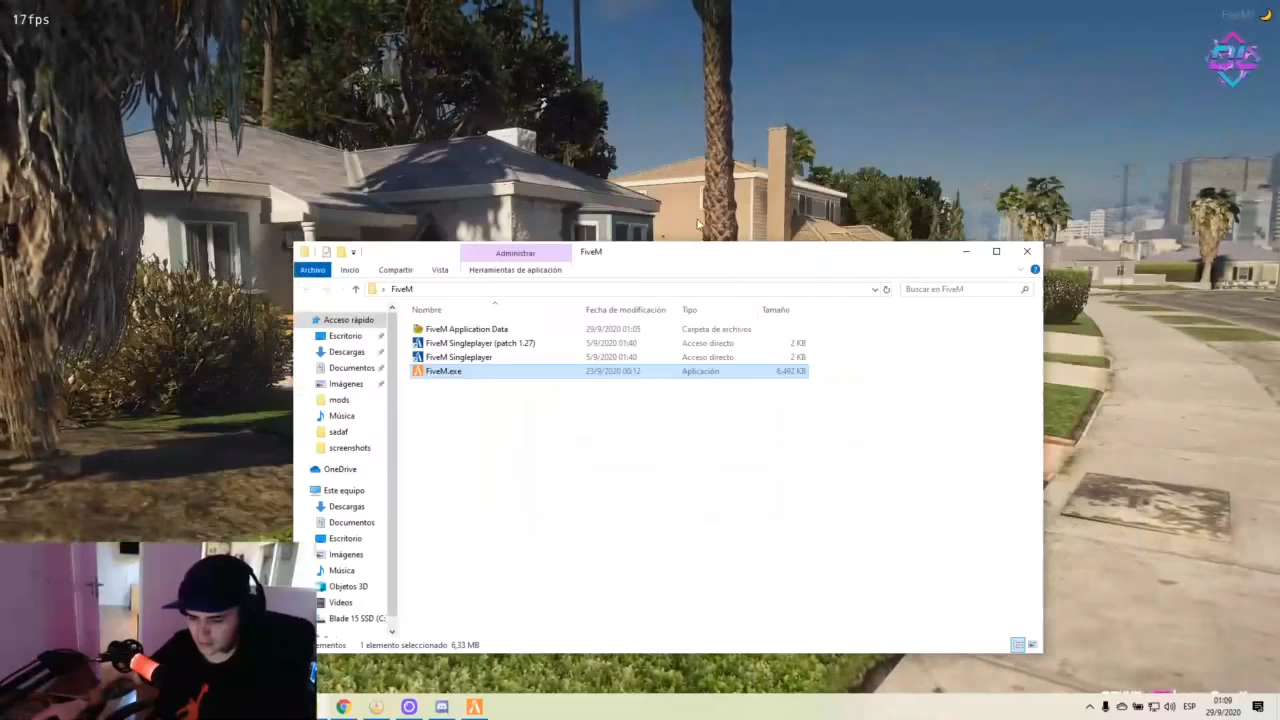 17fps
FiveM
Administrar
FiveM
Archivo
Inicio
Compartir
Vista
Herramientas de aplicación
FiveM
Buscar en FiveM
Nombre
Fecha de modificación
Tipo
Tamaño
FiveM Application Data
29/9/2020 01:05
Carpeta de archivos
FiveM Singleplayer (patch 1.27)
5/9/2020 01:40
Acceso directo
2 KB
FiveM Singleplayer
5/9/2020 01:40
Acceso directo
2 KB
FiveM.exe
23/9/2020 00:12
Aplicación
6.492 KB
Acceso rápido
Escritorio
Descargas
Documentos
Imágenes
mods
Música
sadaf
screenshots
OneDrive
Este equipo
Descargas
Documentos
Escritorio
Imágenes
Música
Objetos 3D
Vídeos
Blade 15 SSD (C:
ementos
1 elemento seleccionado 6,33 MB
ESP
01:09
29/9/2020